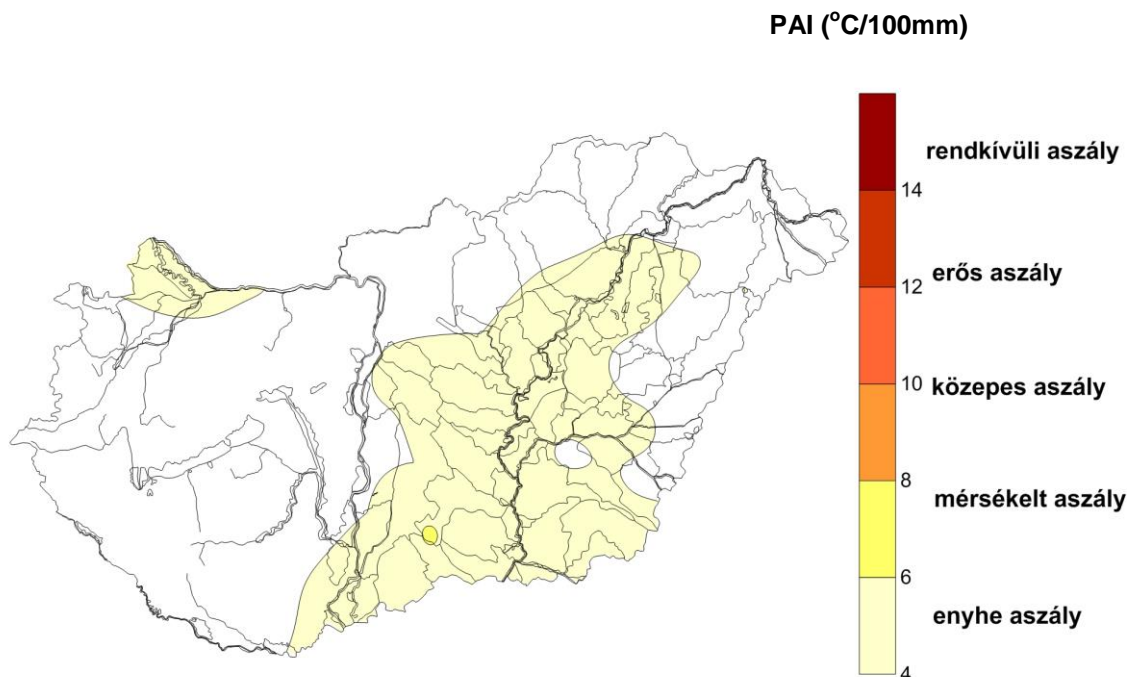 PAI (°C/100mm)
rendkívüli aszály
14
erős aszály
12
közepes aszály
10
8
mérsékelt aszály
6
enyhe aszály
4